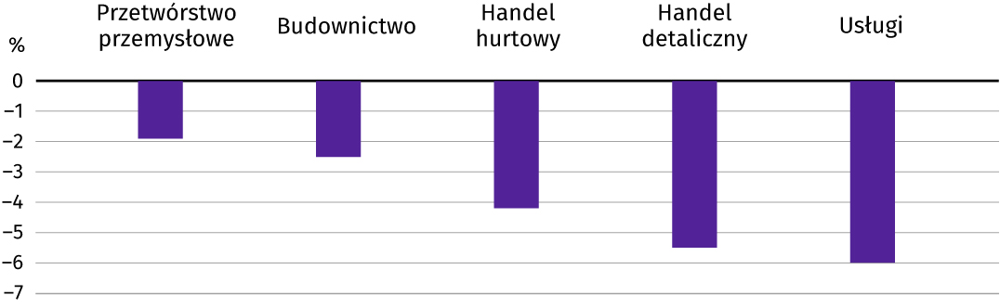 Przetwórstwo
przemysłowe
Budownictwo
Handel
hurtowy
Handel
detaliczny
Usługi
%
0
–1
–2
–3
–4
–5
–6
–7